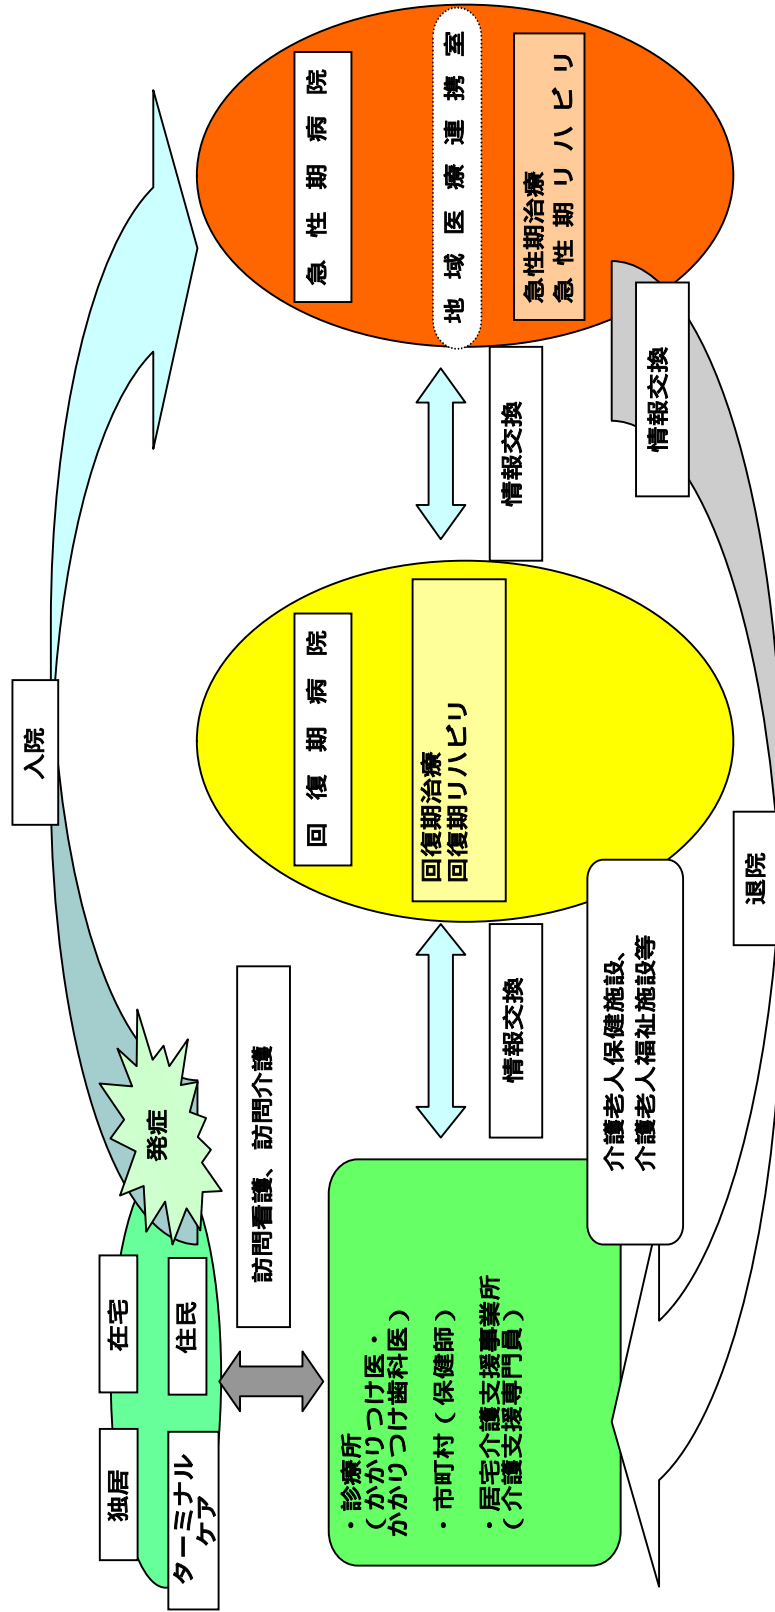 入院
発症
在宅
住民
独居
ターミナル
ケア
訪問看護、訪問介護
・診療所
(かかりつけ医・
かかりつけ歯科医)
・市町村(保健師)
・居宅介護支援事業所
(介護支援専門員)
情報交換
介護老人保健施設、
介護老人福祉施設等
回復期病院
回復期治療
回復期リハビリ
情報交換
急性期病院
地域医療連携室
急性期治療
急性期リハビリ
情報交換
退院